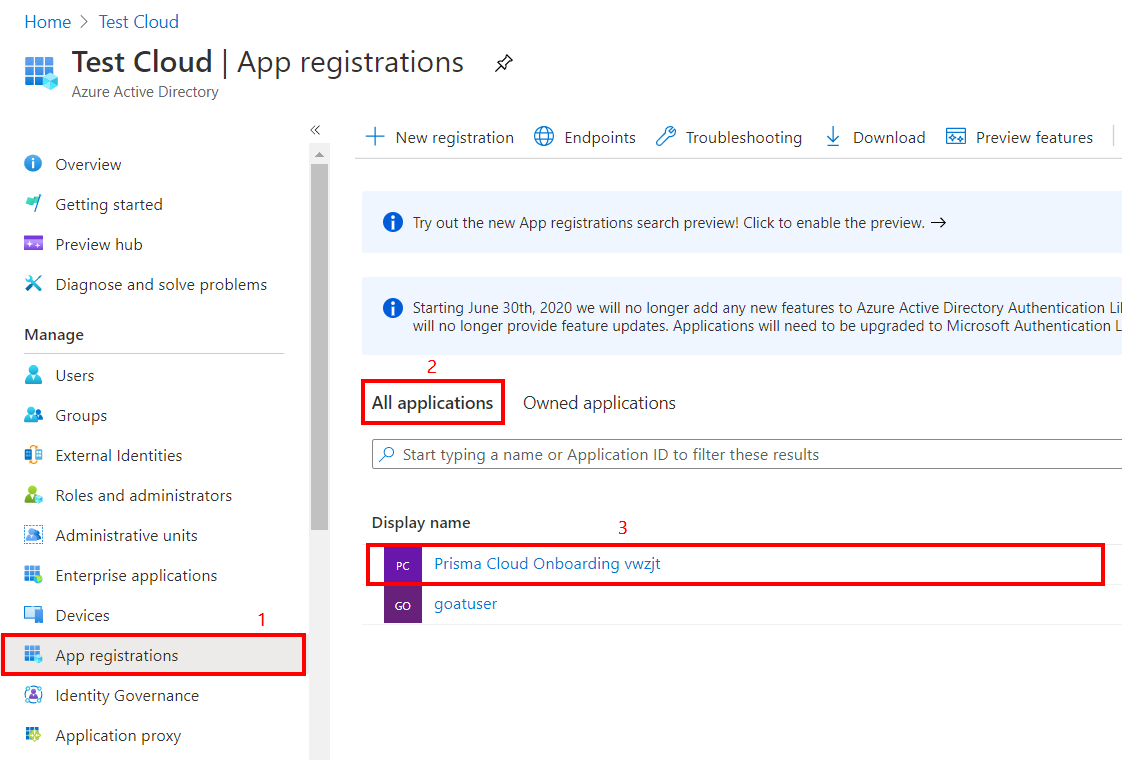 Home > Test Cloud
Test Cloud | App registrations
Azure Active Directory
«
Overview
Getting started
Preview hub
Diagnose and solve problems
Manage
Users
Groups
External Identities
Roles and administrators
Administrative units
Enterprise applications
Devices
1
App registrations
Identity Governance
Application proxy
New registration Endpoints Troubleshooting Download Preview features
Try out the new App registrations search preview! Click to enable the preview. →
Starting June 30th, 2020 we will no longer add any new features to Azure Active Directory Authentication Li
will no longer provide feature updates. Applications will need to be upgraded to Microsoft Authentication L
2
All applications Owned applications
Start typing a name or Application ID to filter these results
Display name
3
PC Prisma Cloud Onboarding vwzjt
GO goatuser